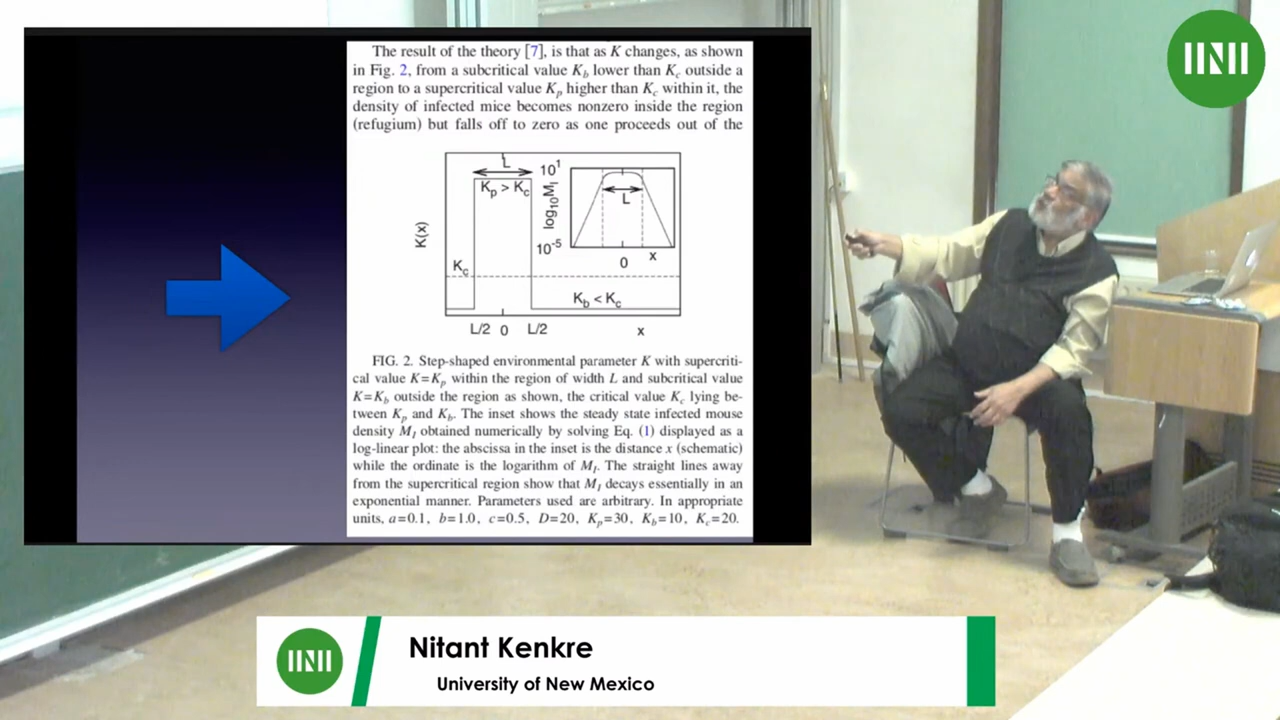 The result of the theory [7], is that as K changes, as shown
in Fig. 2, from a subcritical value K_b lower than K_c outside a
region to a supercritical value K_p higher than K_c within it, the
density of infected mice becomes nonzero inside the region
(refugium) but falls off to zero as one proceeds out of the
L
K_p > K_c
K(x)
K_c
K_b < K_c
L/2 0 L/2 x
10^1
log_10 M_I
L
10^-5
0 x
FIG. 2. Step-shaped environmental parameter K with supercriti-
cal value K=K_p within the region of width L and subcritical value
K=K_b outside the region as shown, the critical value K_c lying be-
tween K_p and K_b. The inset shows the steady state infected mouse
density M_I obtained numerically by solving Eq. (1) displayed as a
log-linear plot: the abscissa in the inset is the distance x (schematic)
while the ordinate is the logarithm of M_I. The straight lines away
from the supercritical region show that M_I decays essentially in an
exponential manner. Parameters used are arbitrary. In appropriate
units, a=0.1, b=1.0, c=0.5, D=20, K_p=30, K_b=10, K_c=20.
Nitant Kenkre
University of New Mexico